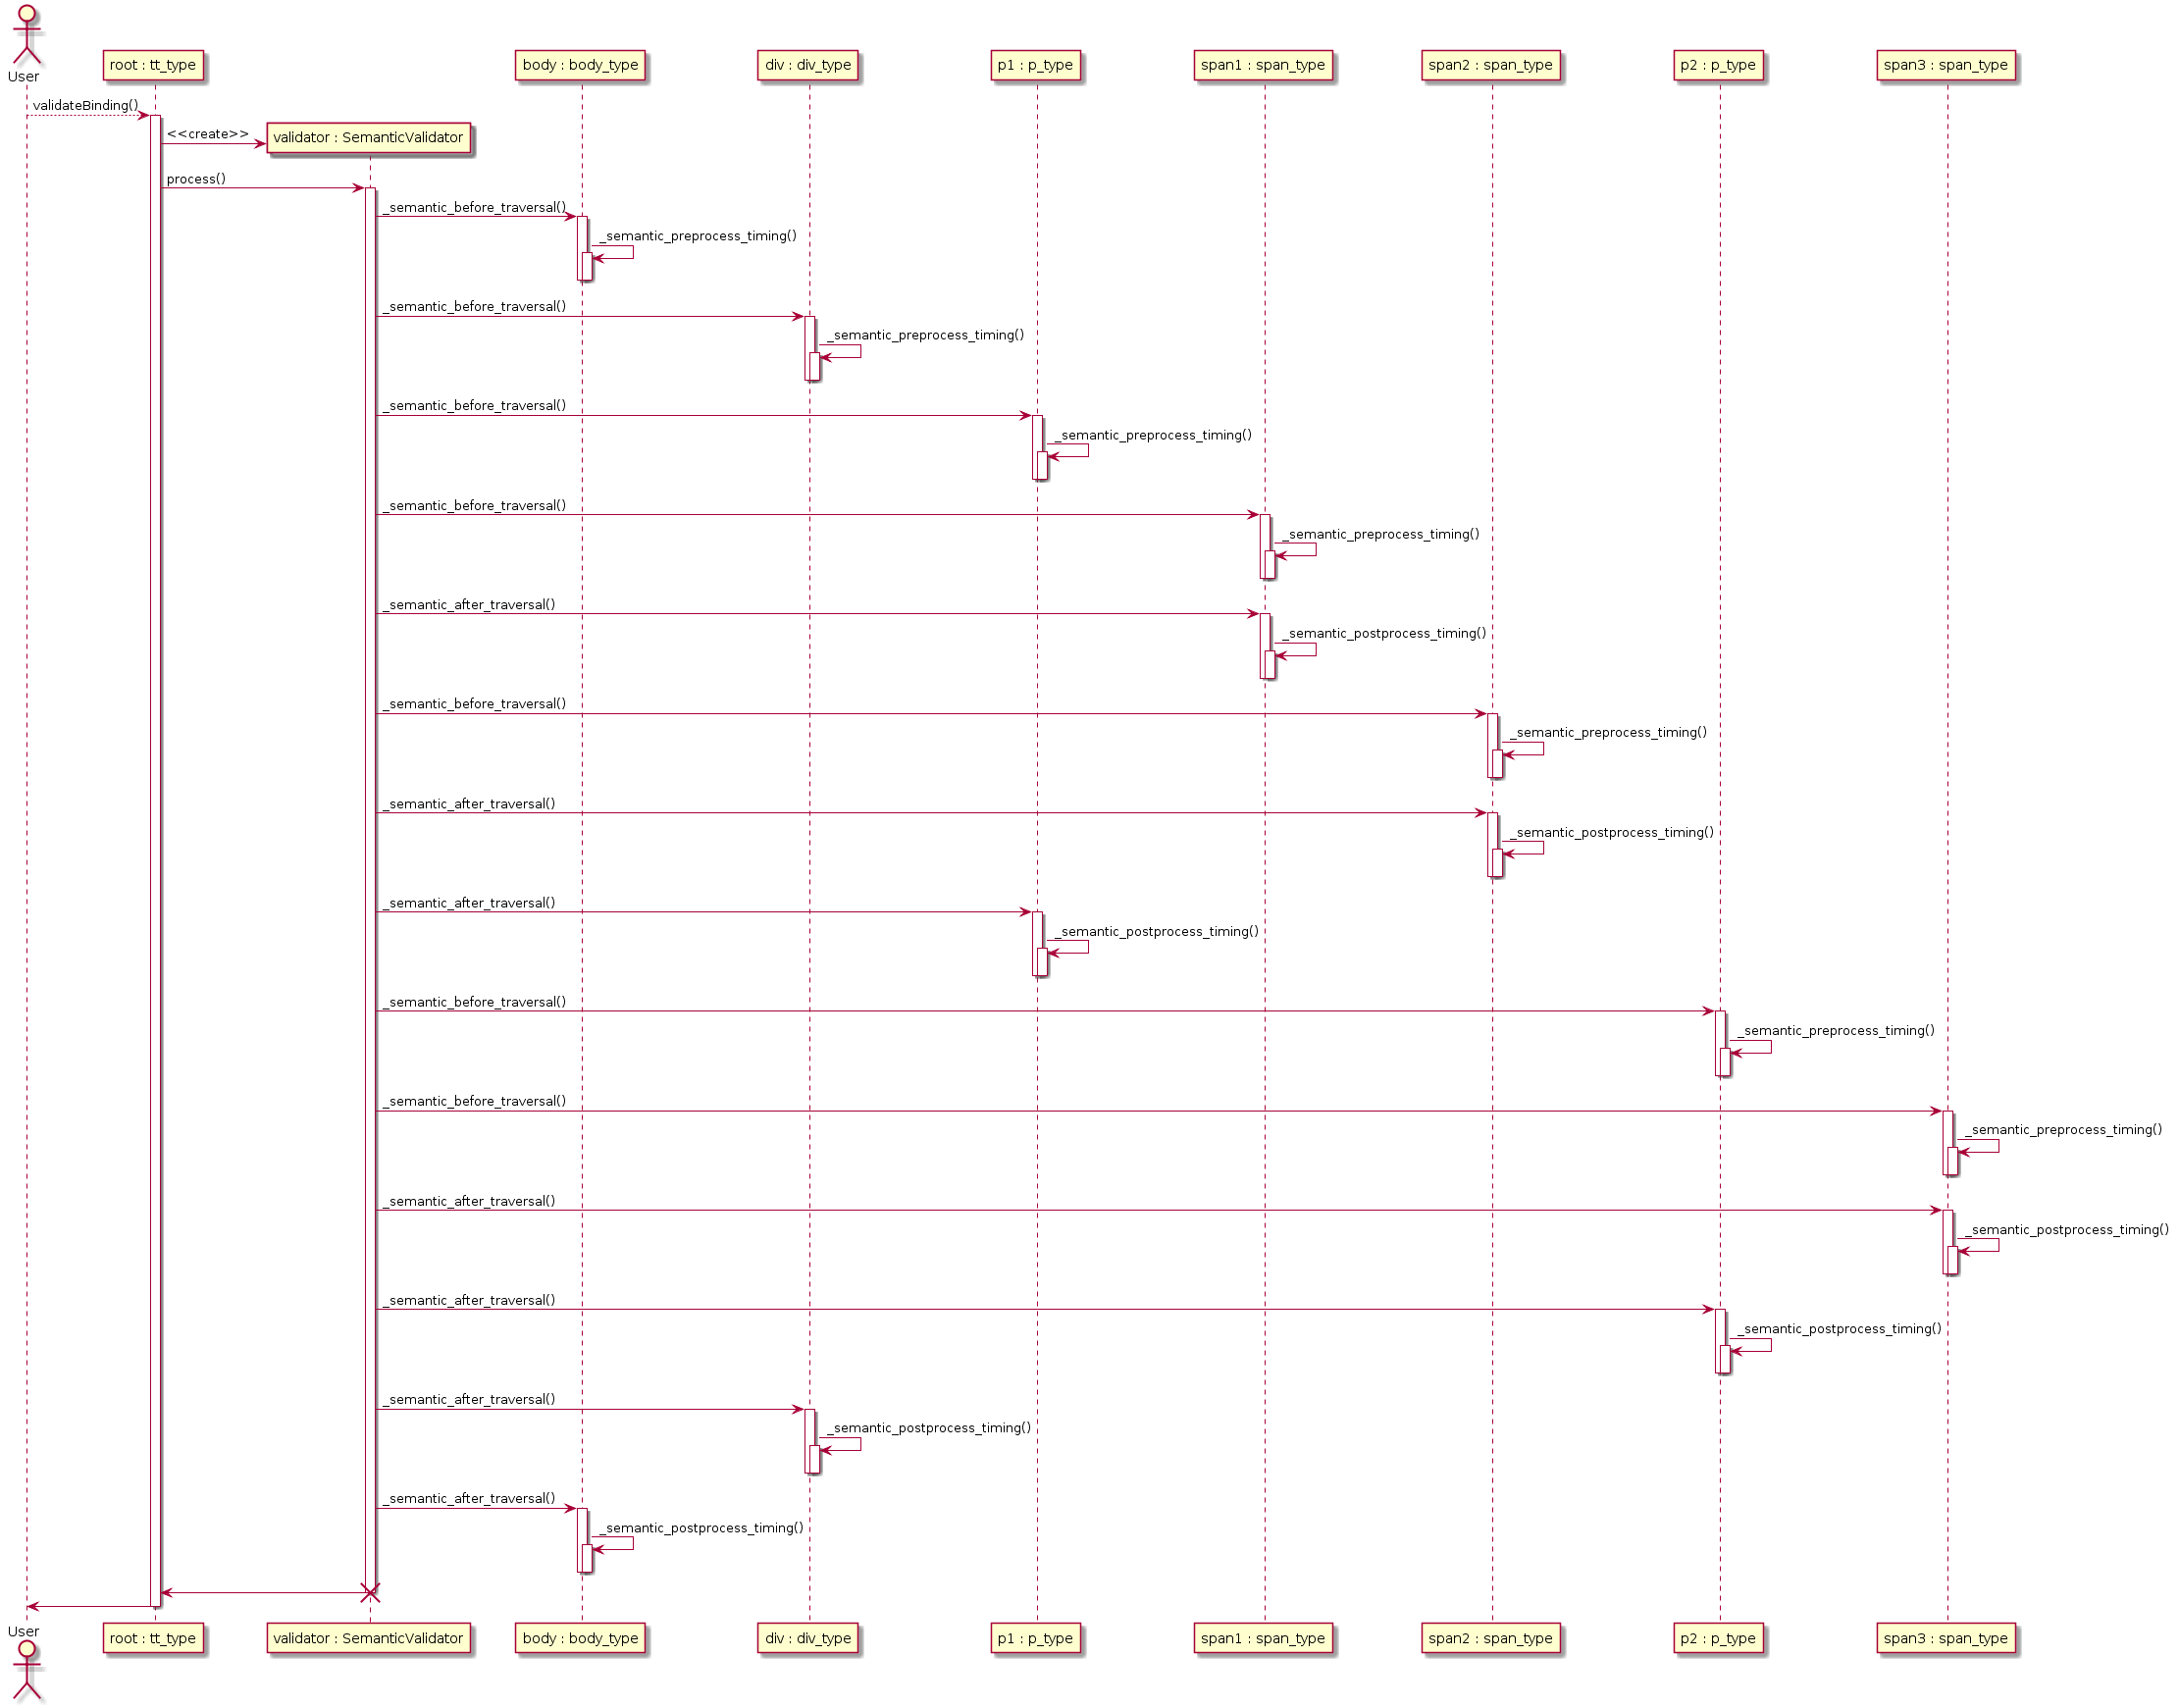 User
root : tt_type
body : body_type
div : div_type
p1 : p_type
span1 : span_type
span2 : span_type
p2 : p_type
span3 : span_type
validateBinding()
<<create>>
validator : SemanticValidator
process()
_semantic_before_traversal()
_semantic_preprocess_timing()
_semantic_before_traversal()
_semantic_preprocess_timing()
_semantic_before_traversal()
_semantic_preprocess_timing()
_semantic_before_traversal()
_semantic_preprocess_timing()
_semantic_after_traversal()
_semantic_postprocess_timing()
_semantic_before_traversal()
_semantic_preprocess_timing()
_semantic_after_traversal()
_semantic_postprocess_timing()
_semantic_after_traversal()
_semantic_postprocess_timing()
_semantic_before_traversal()
_semantic_preprocess_timing()
_semantic_before_traversal()
_semantic_preprocess_timing()
_semantic_after_traversal()
_semantic_postprocess_timing()
_semantic_after_traversal()
_semantic_postprocess_timing()
_semantic_after_traversal()
_semantic_postprocess_timing()
_semantic_after_traversal()
_semantic_postprocess_timing()
User
root : tt_type
validator : SemanticValidator
body : body_type
div : div_type
p1 : p_type
span1 : span_type
span2 : span_type
p2 : p_type
span3 : span_type